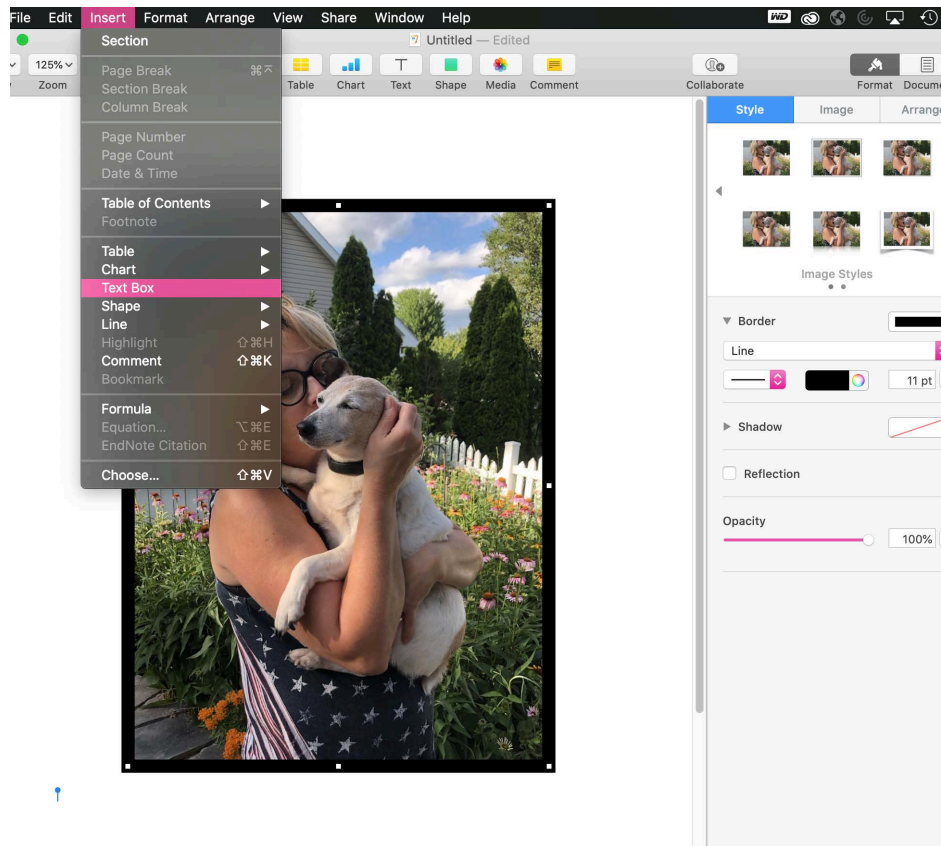 File Edit Insert Format Arrange View Share Window Help
WD
Untitled — Edited
125%
Zoom Table Chart Text Shape Media Comment Collaborate Format
Section
Page Break ⌘⌤
Section Break
Column Break
Page Number
Page Count
Date & Time
Table of Contents
Footnote
Table
Chart
Text Box
Shape
Line
Highlight ⇧⌘H
Comment ⇧⌘K
Bookmark
Formula
Equation... ⌥⌘E
EndNote Citation ⇧⌘E
Choose... ⇧⌘V
Style Image
Image Styles
Border
Line
11 pt
Shadow
Reflection
Opacity
100%